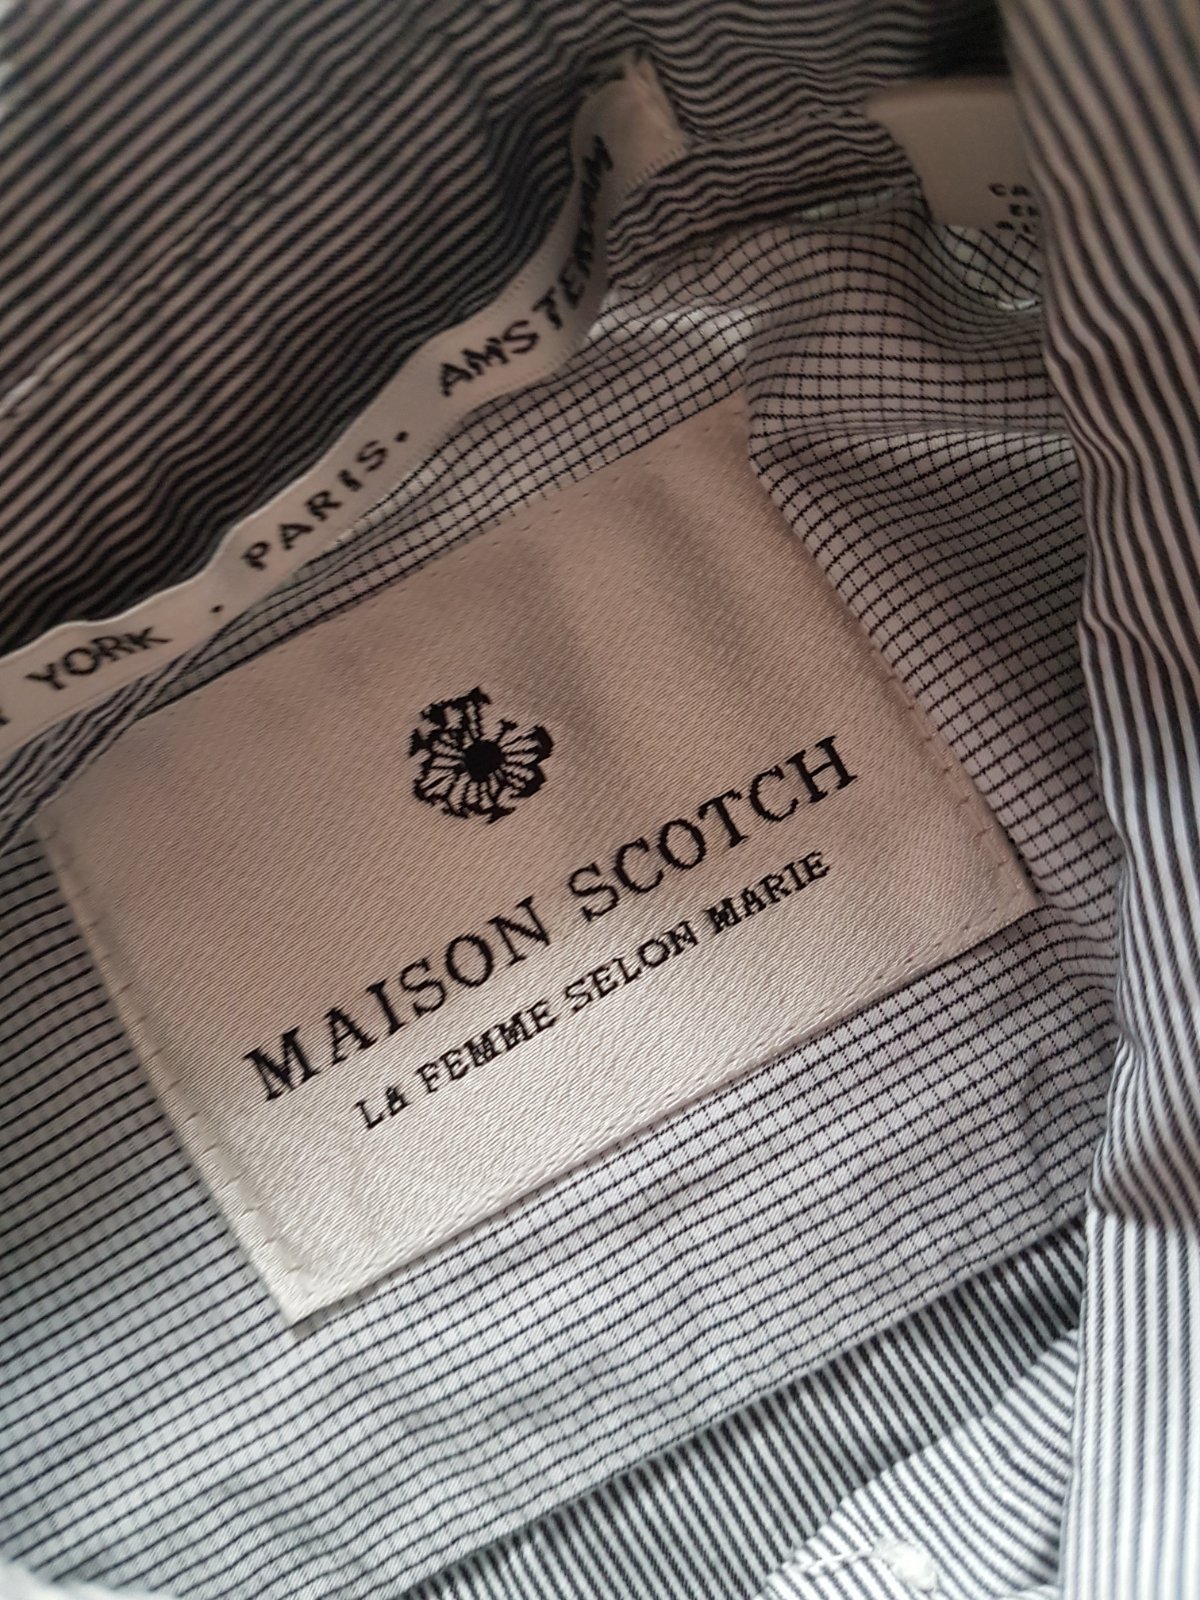 YORK . PARIS. AMSTERDAM
MAISON SCOTCH
LA FEMME SELON MARIE